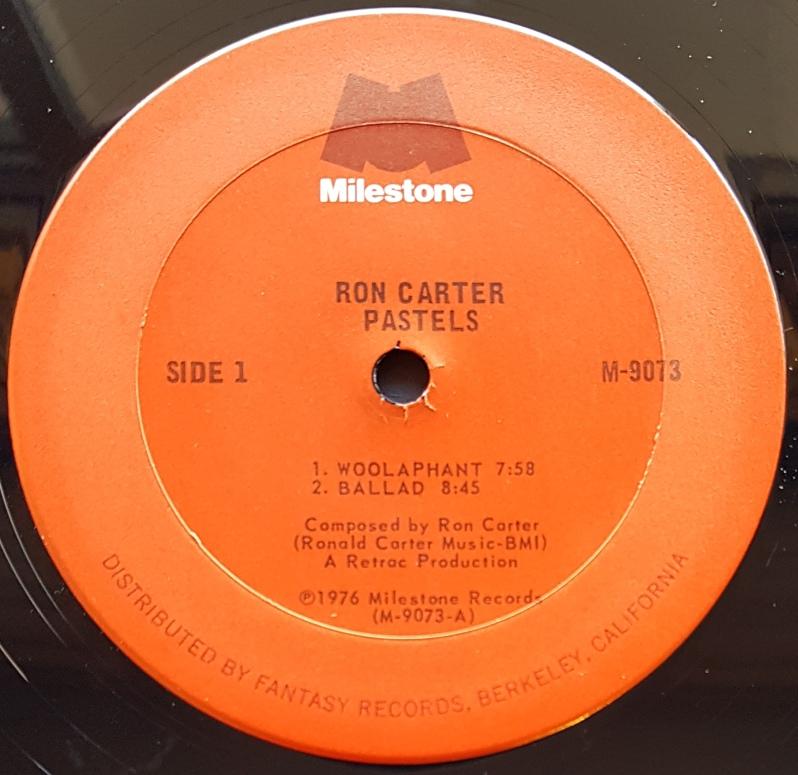 Milestone
RON CARTER
PASTELS
SIDE 1
M-9073
1. WOOLAPHANT 7:58
2. BALLAD 8:45
Composed by Ron Carter
(Ronald Carter Music-BMI)
A Retrac Production
℗1976 Milestone Records
(M-9073-A)
DISTRIBUTED BY FANTASY RECORDS, BERKELEY, CALIFORNIA